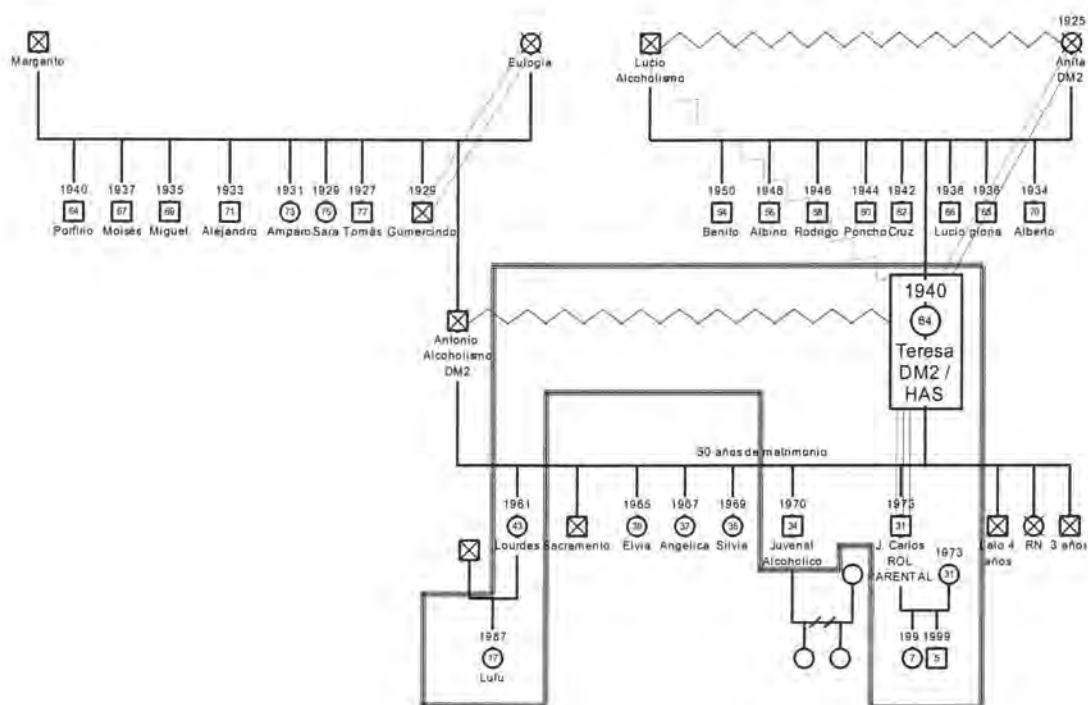 1925
Margarito
Eulogia
Lucio
Alcoholismo
Anita
DM2
1940 1937 1935 1933 1931 1929 1927 1929
64 67 69 71 73 75 77
Porfirio Moisés Miguel Alejandro Amparo Sara Tomás Gumercindo
1950 1948 1946 1944 1942 1938 1936 1934
54 56 58 60 62 66 68 70
Benito Albino Rodrigo Poncho Cruz Lucio gloria Alberto
1940
64
Teresa
DM2 /
HAS
Antonio
Alcoholismo
DM2
30 años de matrimonio
1961 1965 1967 1969 1970 1973
43 39 37 35 34 31
Lourdes Sacramento Elvia Angélica Silvia Juvenal J. Carlos Lalo 4 RN 3 años
Alcoholico ROL años
PARENTAL
1973
31
1987
17
Lulu
199 1999
7 5